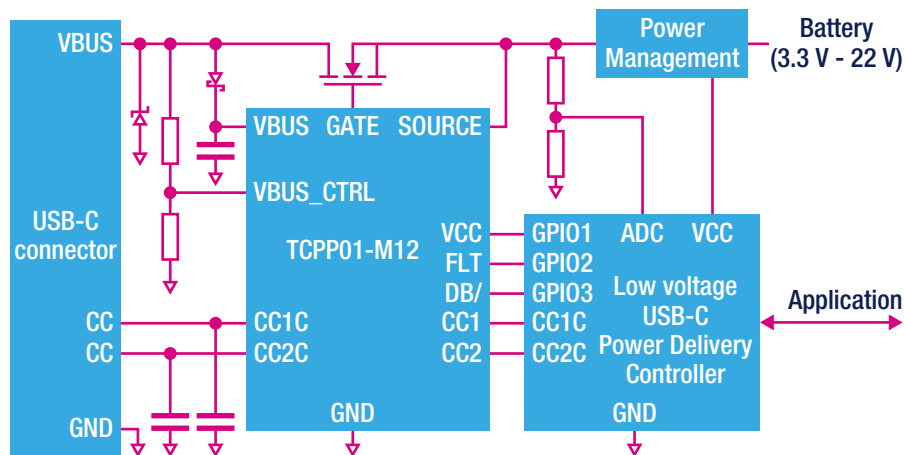 VBUS
USB-C
connector
CC
CC
GND
VBUS
GATE
SOURCE
VBUS_CTRL
TCPP01-M12
VCC
FLT
DB/
CC1
CC2
CC1C
CC2C
GND
Power
Management
Battery
(3.3 V - 22 V)
GPIO1
ADC
VCC
GPIO2
GPIO3
CC1C
CC2C
Low voltage
USB-C
Power Delivery
Controller
GND
Application